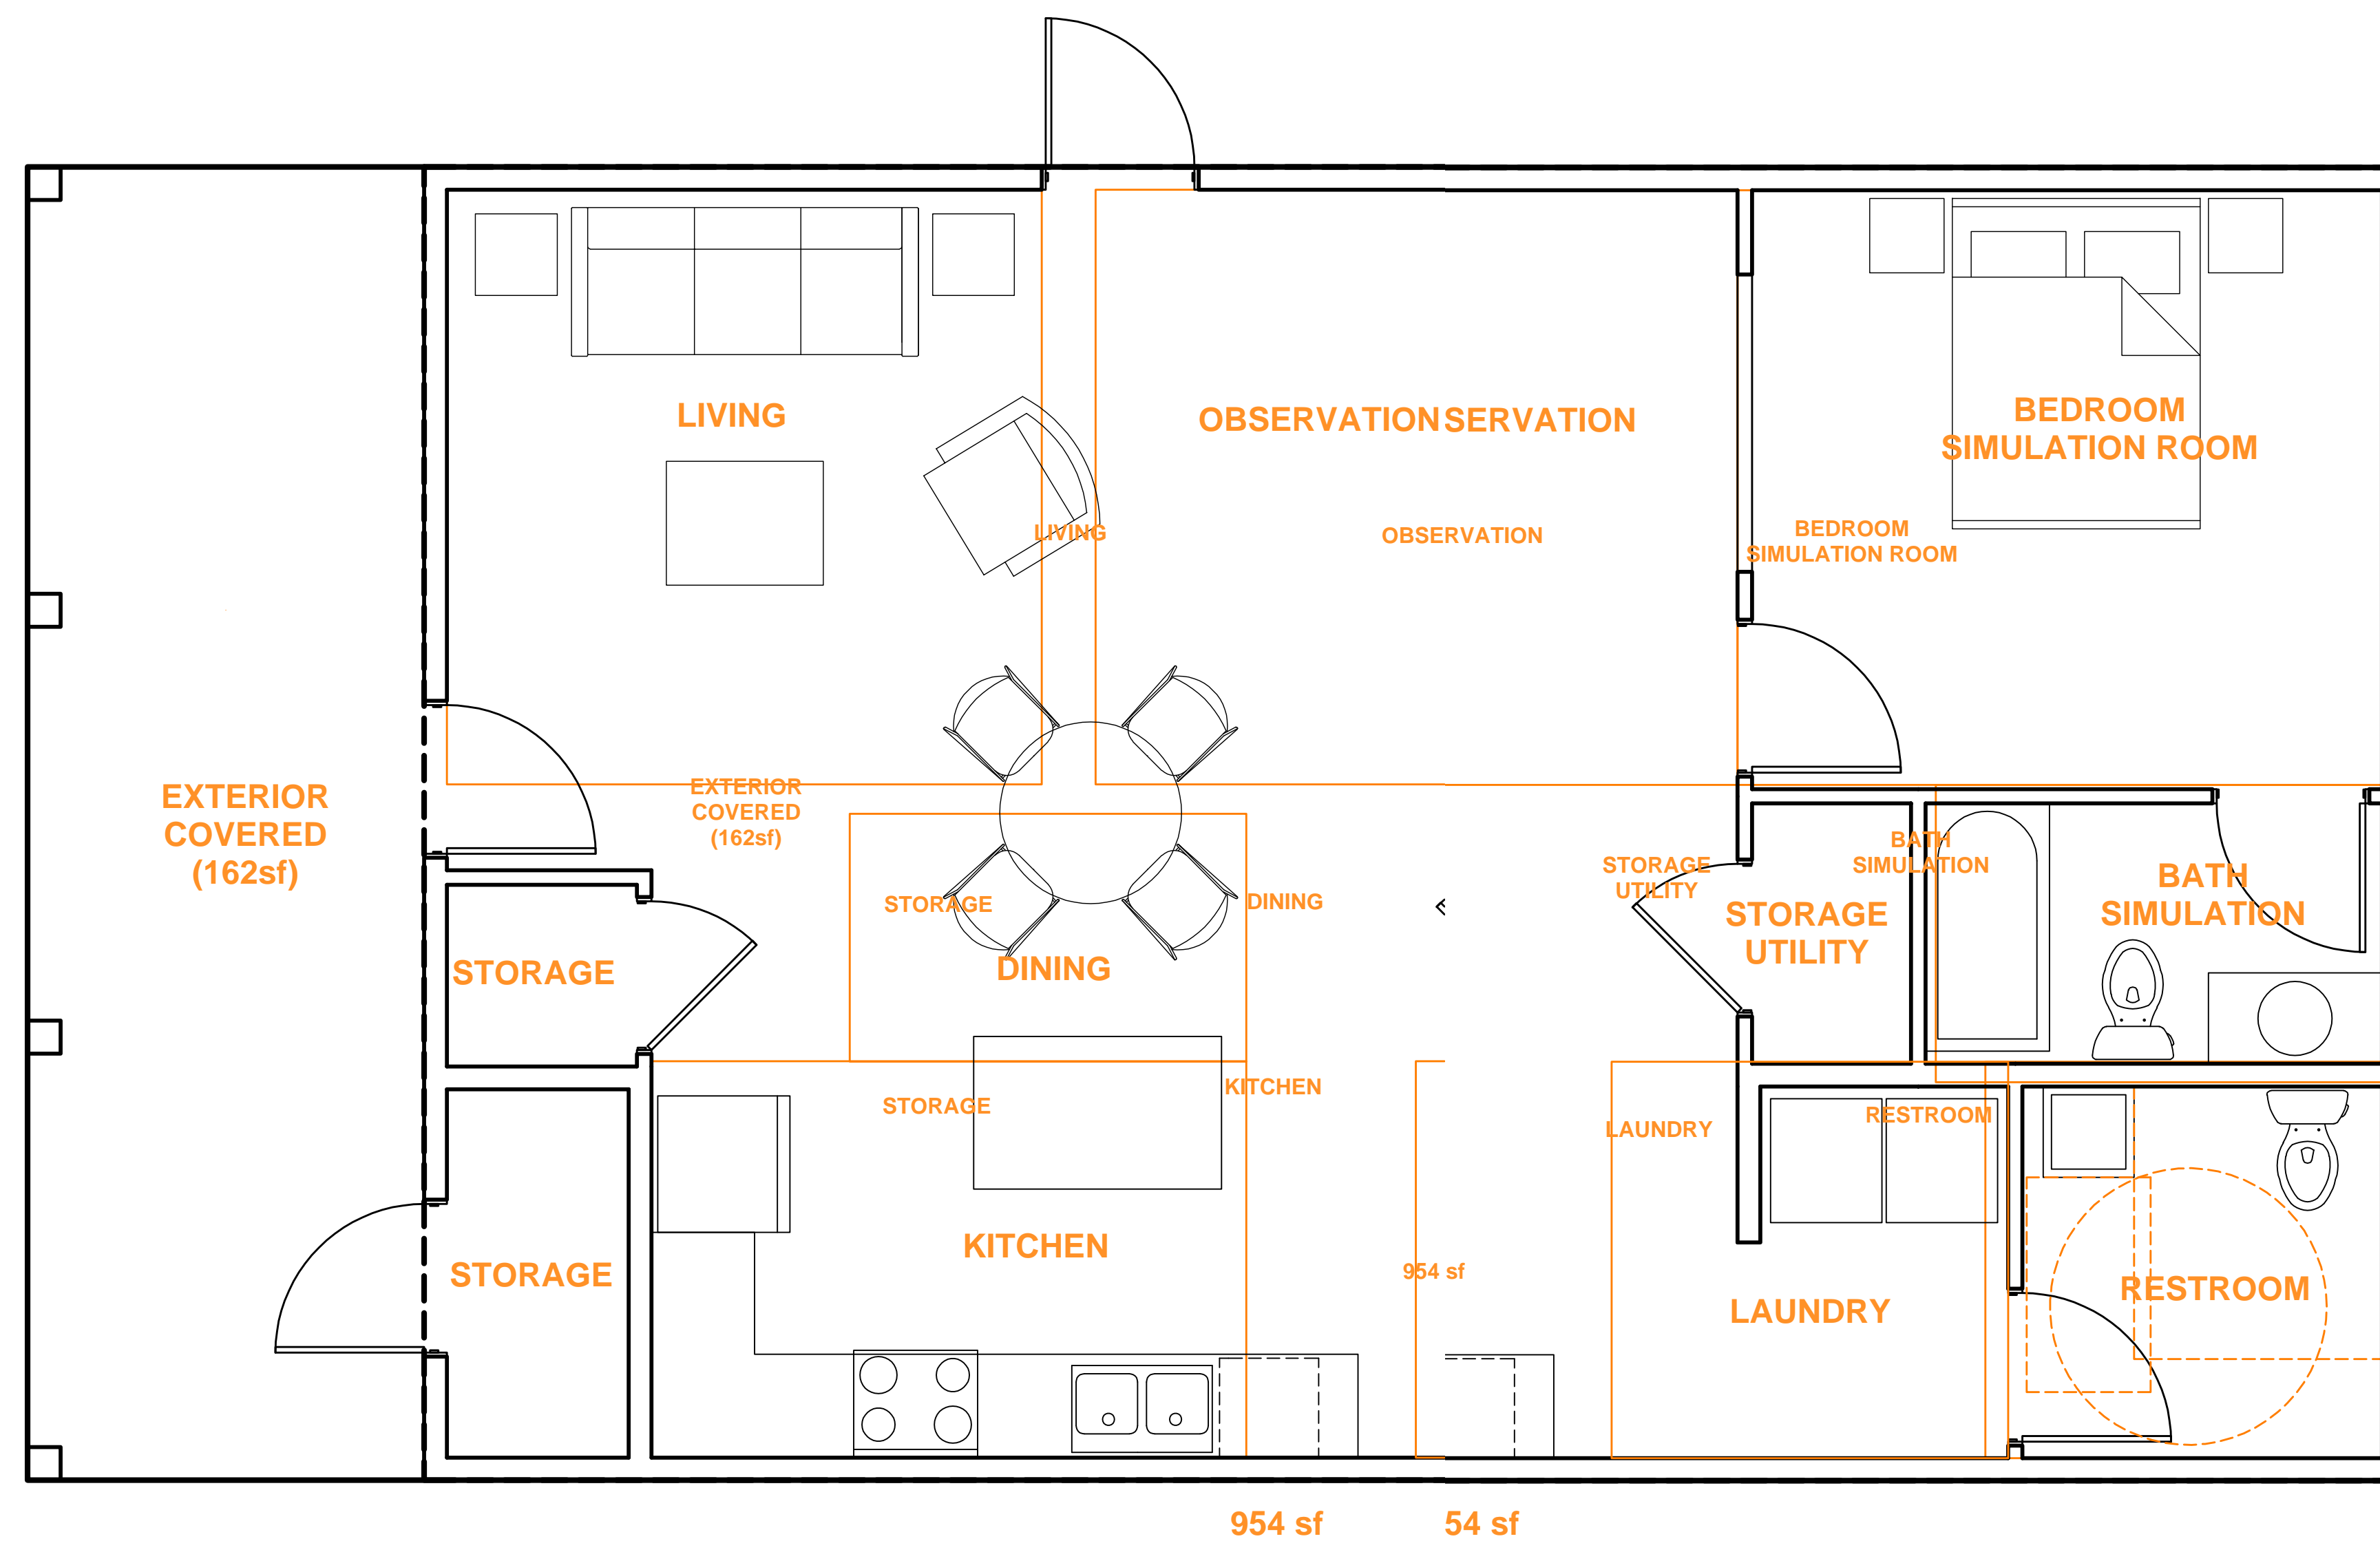 LIVING
OBSERVATION
SERVATION
BEDROOM
SIMULATION ROOM
LIVING
OBSERVATION
BEDROOM
SIMULATION ROOM
EXTERIOR
COVERED
(162sf)
EXTERIOR
COVERED
(162sf)
STORAGE
UTILITY
BATH
SIMULATION
BATH
SIMULATION
STORAGE
DINING
STORAGE
UTILITY
STORAGE
DINING
STORAGE
KITCHEN
LAUNDRY
RESTROOM
STORAGE
KITCHEN
954 sf
LAUNDRY
RESTROOM
954 sf
54 sf